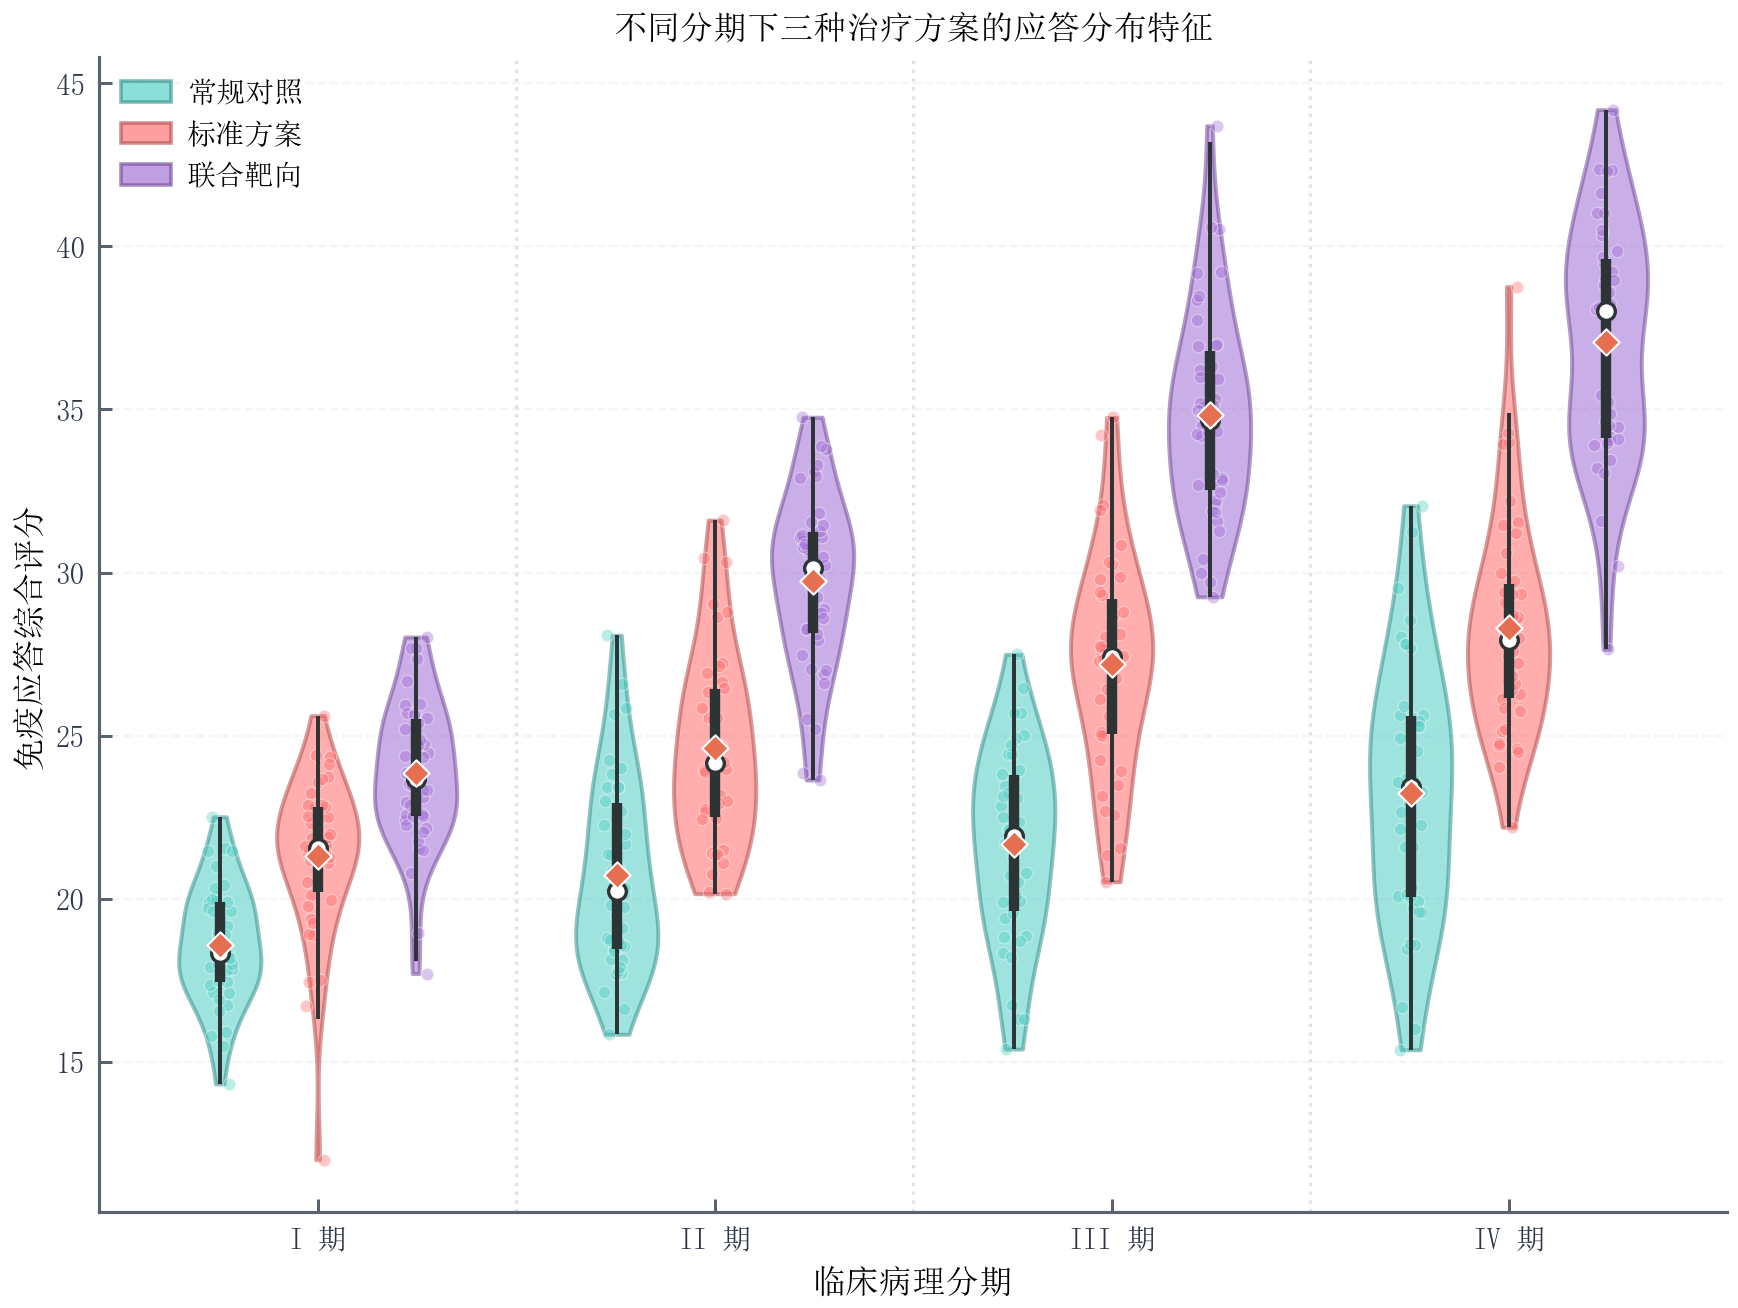 不同分期下三种治疗方案的应答分布特征
常规对照
标准方案
联合靶向
免疫应答综合评分
45
40
35
30
25
20
15
I 期
II 期
III 期
IV 期
临床病理分期